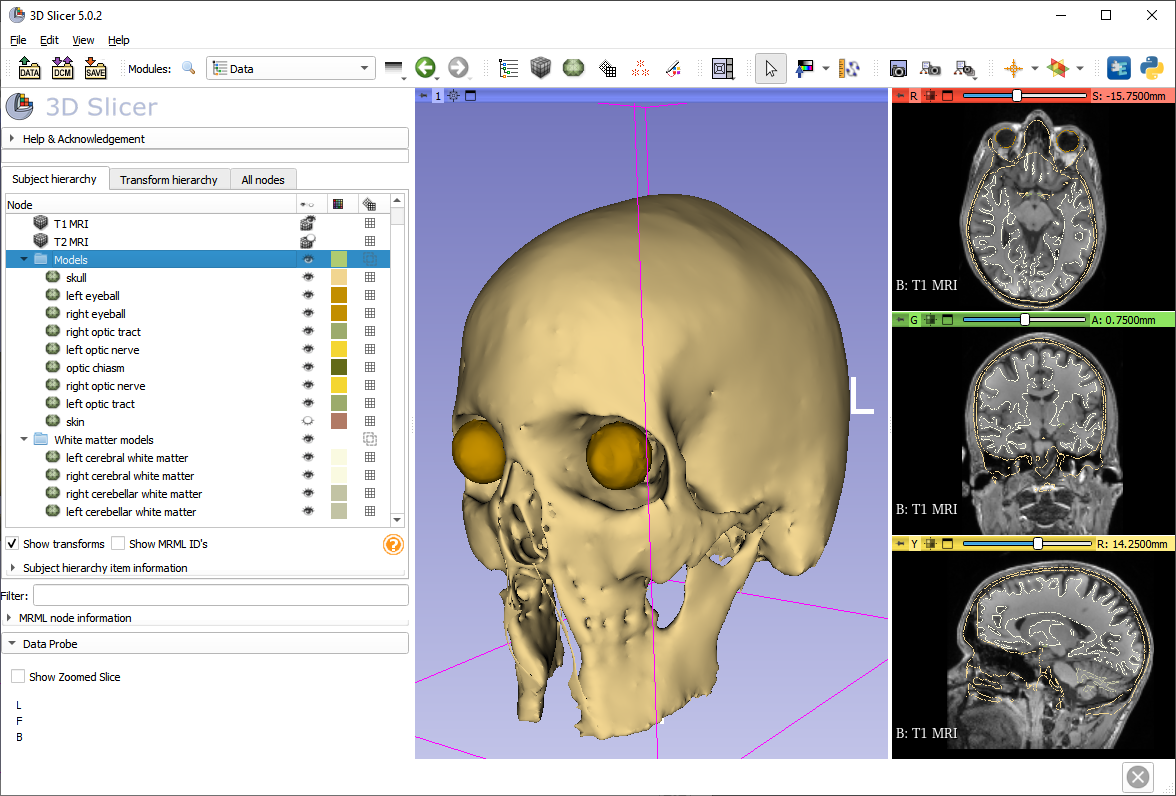 3D Slicer 5.0.2
File Edit View Help
DATA DCM SAVE Modules: Data
3D Slicer
Help & Acknowledgement
Subject hierarchy Transform hierarchy All nodes
Node
T1 MRI
T2 MRI
Models
skull
left eyeball
right eyeball
right optic tract
left optic nerve
optic chiasm
right optic nerve
left optic tract
skin
White matter models
left cerebral white matter
right cerebral white matter
right cerebellar white matter
left cerebellar white matter
Show transforms Show MRML ID's
?
Subject hierarchy item information
Filter:
MRML node information
Data Probe
Show Zoomed Slice
L
F
B
1
L
R S: -15.7500mm
B: T1 MRI
G A: 0.7500mm
B: T1 MRI
Y R: 14.2500mm
B: T1 MRI